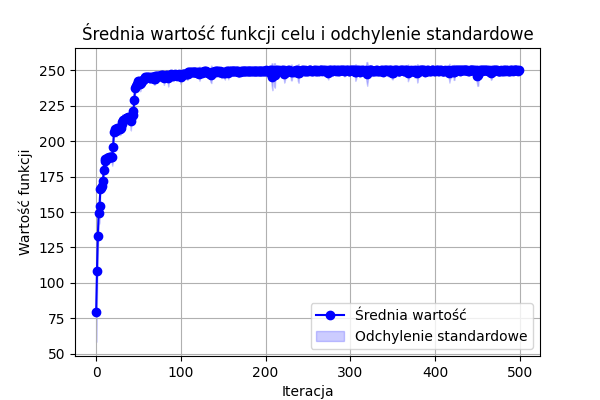 Średnia wartość funkcji celu i odchylenie standardowe
Wartość funkcji
250
225
200
175
150
125
100
75
50
0 100 200 300 400 500
Iteracja
Średnia wartość
Odchylenie standardowe